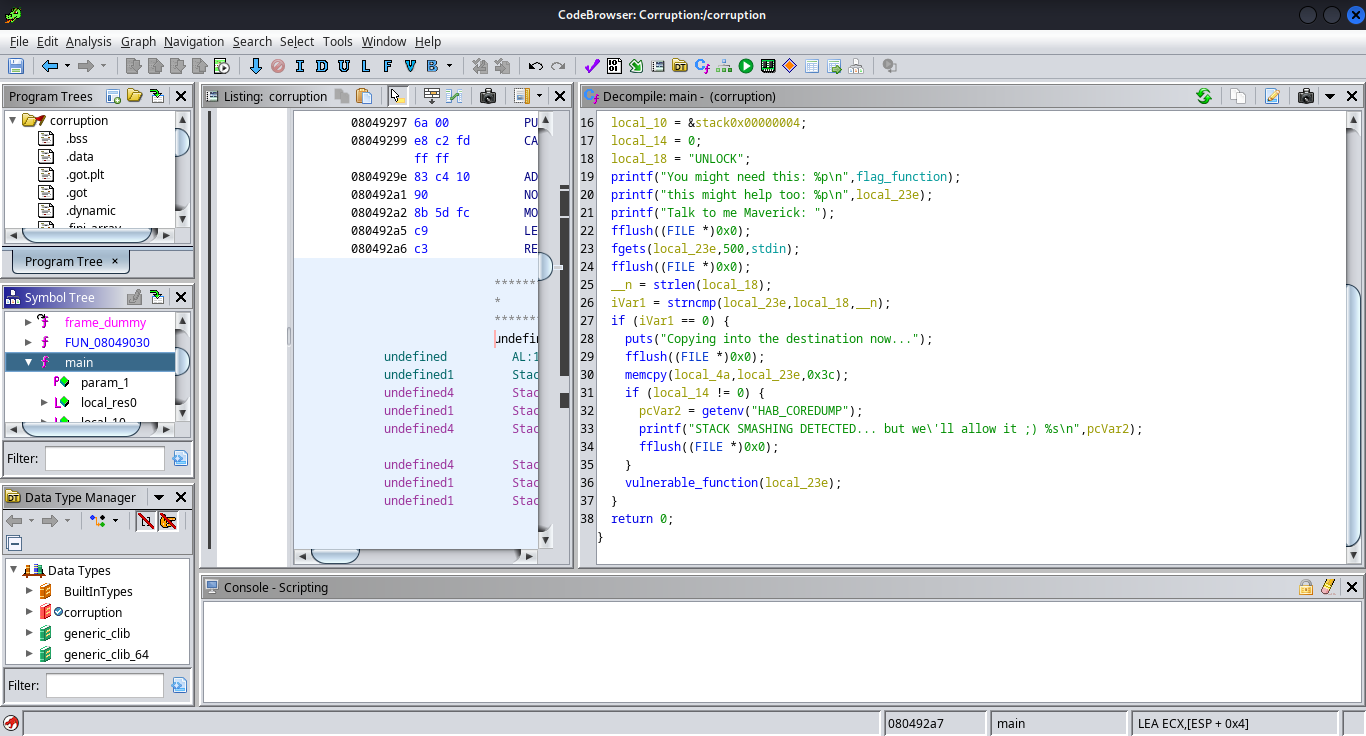 CodeBrowser: Corruption:/corruption
File Edit Analysis Graph Navigation Search Select Tools Window Help
I D U L F V B
Program Trees
corruption
.bss
.data
.got.plt
.got
.dynamic
Program Tree ×
Symbol Tree
frame_dummy
FUN_08049030
main
param_1
local_res0
local_10
Filter:
Data Type Manager
Data Types
BuiltInTypes
corruption
generic_clib
generic_clib_64
Filter:
Listing: corruption
08049297 6a 00 PU
08049299 e8 c2 fd CA
ff ff
0804929e 83 c4 10 AD
080492a1 90 NO
080492a2 8b 5d fc MO
080492a5 c9 LE
080492a6 c3 RE
*******
*
*******
undefin
undefined AL:1
undefined1 Stac
undefined4 Stac
undefined1 Stac
undefined4 Stac
undefined4 Stac
undefined1 Stac
undefined1 Stac
Decompile: main - (corruption)
16 local_10 = &stack0x00000004;
17 local_14 = 0;
18 local_18 = "UNLOCK";
19 printf("You might need this: %p\n",flag_function);
20 printf("this might help too: %p\n",local_23e);
21 printf("Talk to me Maverick: ");
22 fflush((FILE *)0x0);
23 fgets(local_23e,500,stdin);
24 fflush((FILE *)0x0);
25 __n = strlen(local_18);
26 iVar1 = strncmp(local_23e,local_18,__n);
27 if (iVar1 == 0) {
28 puts("Copying into the destination now...");
29 fflush((FILE *)0x0);
30 memcpy(local_4a,local_23e,0x3c);
31 if (local_14 != 0) {
32 pcVar2 = getenv("HAB_COREDUMP");
33 printf("STACK SMASHING DETECTED... but we\'ll allow it ;) %s\n",pcVar2);
34 fflush((FILE *)0x0);
35 }
36 vulnerable_function(local_23e);
37 }
38 return 0;
}
Console - Scripting
080492a7
main
LEA ECX,[ESP + 0x4]